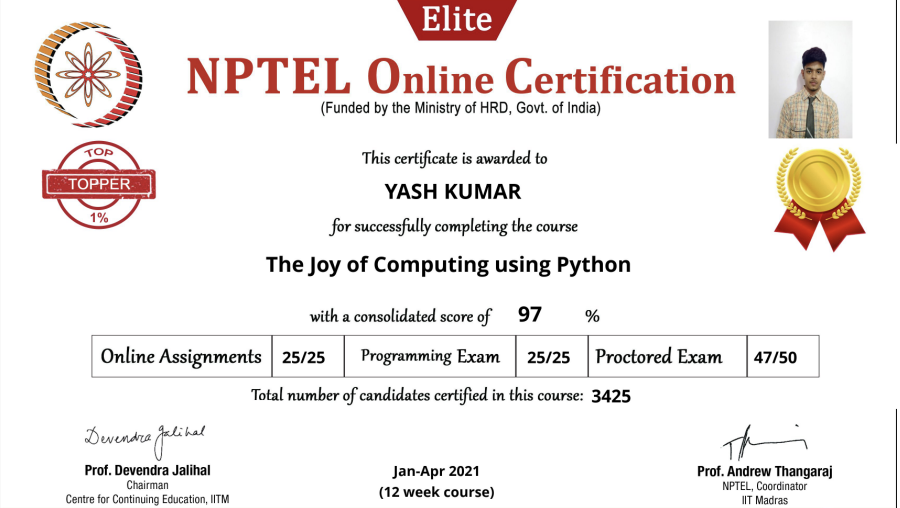 Elite
NPTEL Online Certification
(Funded by the Ministry of HRD, Govt. of India)
TOP
TOPPER
1%
This certificate is awarded to
YASH KUMAR
for successfully completing the course
The Joy of Computing using Python
with a consolidated score of 97 %
Online Assignments 25/25 Programming Exam 25/25 Proctored Exam 47/50
Total number of candidates certified in this course: 3425
Devendra Jalihal
Prof. Devendra Jalihal
Chairman
Centre for Continuing Education, IITM
Jan-Apr 2021
(12 week course)
Prof. Andrew Thangaraj
NPTEL, Coordinator
IIT Madras